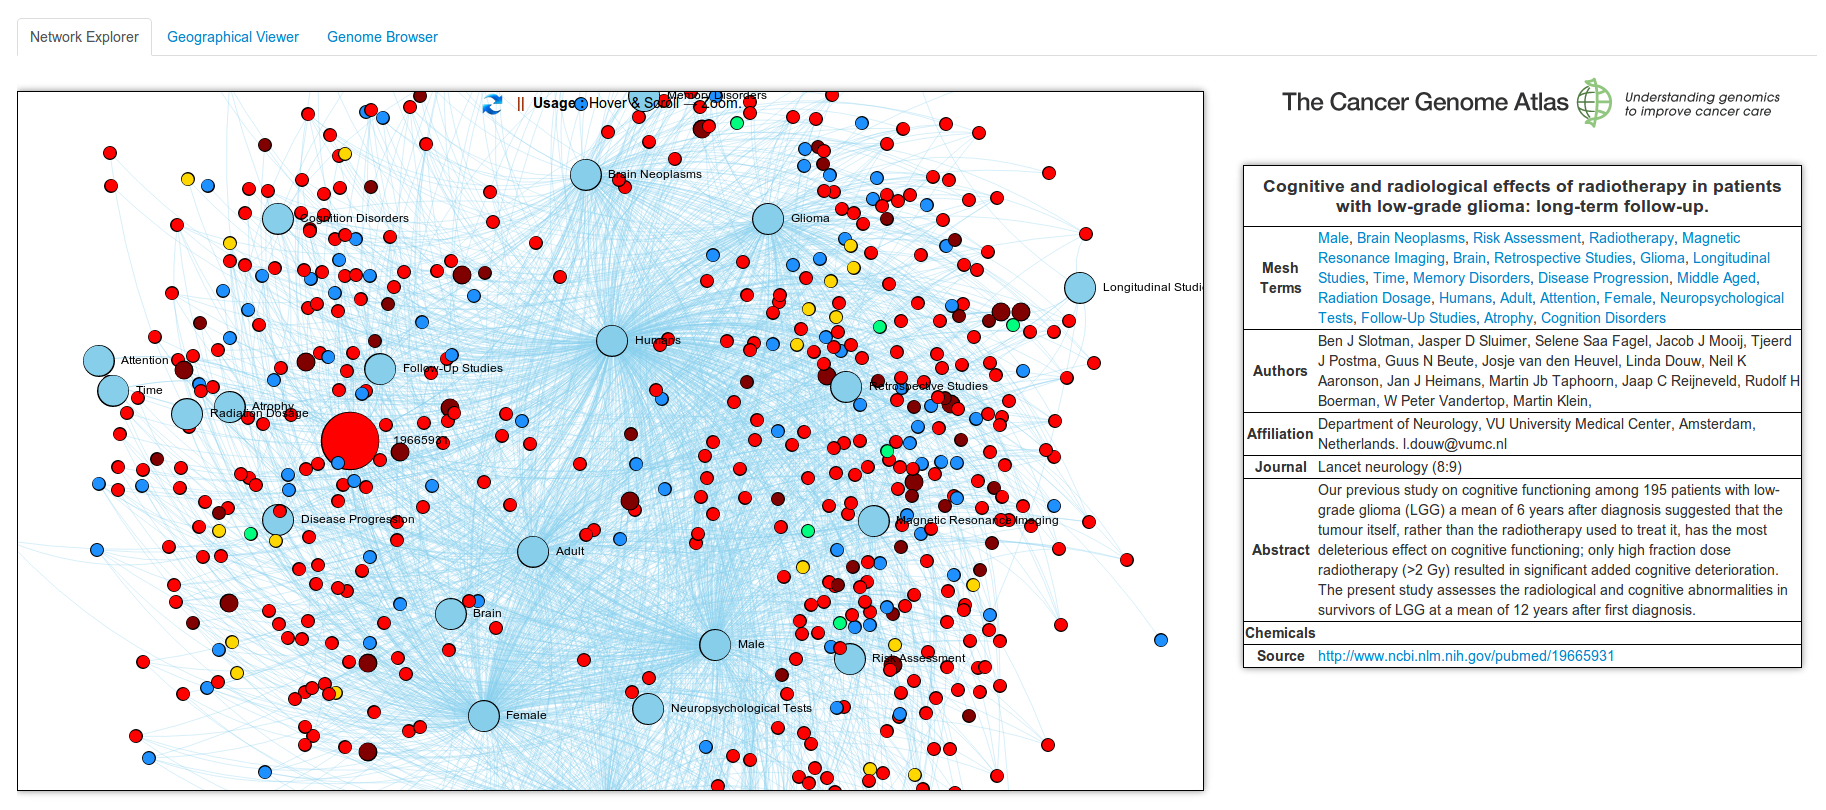 Network Explorer
Geographical Viewer
Genome Browser
|| Usage : Hover & Scroll → Zoom.
Memory Disorders
Brain Neoplasms
Cognition Disorders
Glioma
Longitudinal Studi
Humans
Attention
Follow-Up Studies
Time
Retrospective Studies
Atrophy
Radiation Dosage
19665931
Disease Progression
Magnetic Resonance Imaging
Adult
Brain
Male
Risk Assessment
Neuropsychological Tests
Female
The Cancer Genome Atlas
Understanding genomics
to improve cancer care
Cognitive and radiological effects of radiotherapy in patients
with low-grade glioma: long-term follow-up.
Mesh Terms
Male, Brain Neoplasms, Risk Assessment, Radiotherapy, Magnetic
Resonance Imaging, Brain, Retrospective Studies, Glioma, Longitudinal
Studies, Time, Memory Disorders, Disease Progression, Middle Aged,
Radiation Dosage, Humans, Adult, Attention, Female, Neuropsychological
Tests, Follow-Up Studies, Atrophy, Cognition Disorders
Authors
Ben J Slotman, Jasper D Sluimer, Selene Saa Fagel, Jacob J Mooij, Tjeerd
J Postma, Guus N Beute, Josje van den Heuvel, Linda Douw, Neil K
Aaronson, Jan J Heimans, Martin Jb Taphoorn, Jaap C Reijneveld, Rudolf H
Boerman, W Peter Vandertop, Martin Klein,
Affiliation
Department of Neurology, VU University Medical Center, Amsterdam,
Netherlands. l.douw@vumc.nl
Journal
Lancet neurology (8:9)
Abstract
Our previous study on cognitive functioning among 195 patients with low-
grade glioma (LGG) a mean of 6 years after diagnosis suggested that the
tumour itself, rather than the radiotherapy used to treat it, has the most
deleterious effect on cognitive functioning; only high fraction dose
radiotherapy (>2 Gy) resulted in significant added cognitive deterioration.
The present study assesses the radiological and cognitive abnormalities in
survivors of LGG at a mean of 12 years after first diagnosis.
Chemicals
Source
http://www.ncbi.nlm.nih.gov/pubmed/19665931